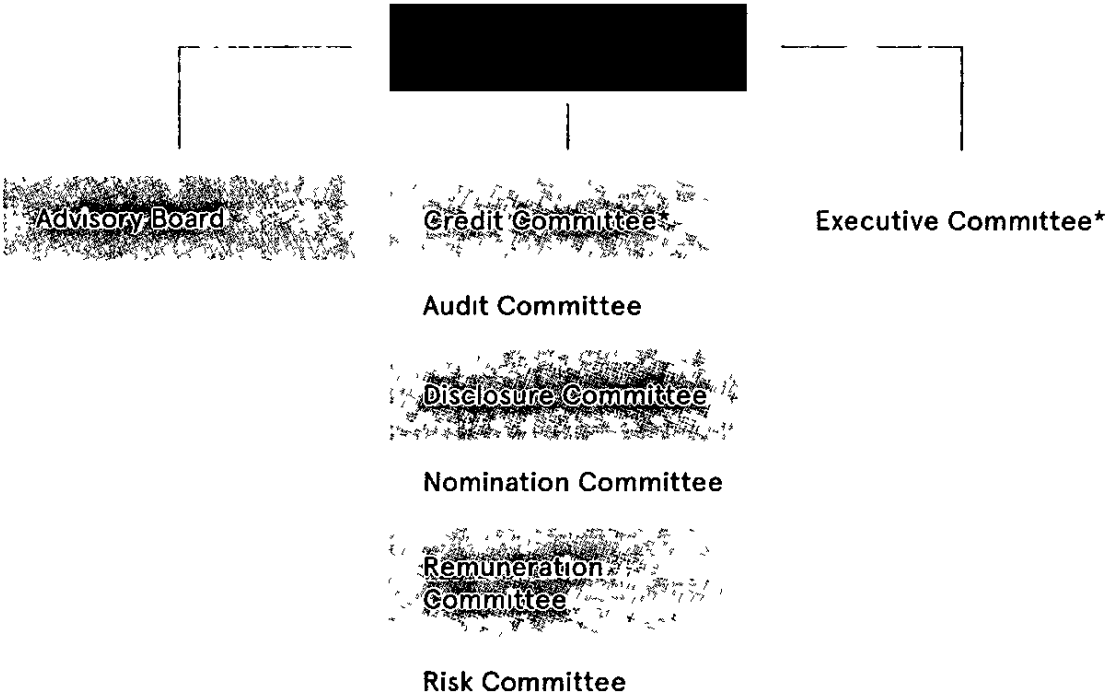 Advisory Board
Credit Committee*
Executive Committee*
Audit Committee
Disclosure Committee
Nomination Committee
Remuneration
Committee
Risk Committee